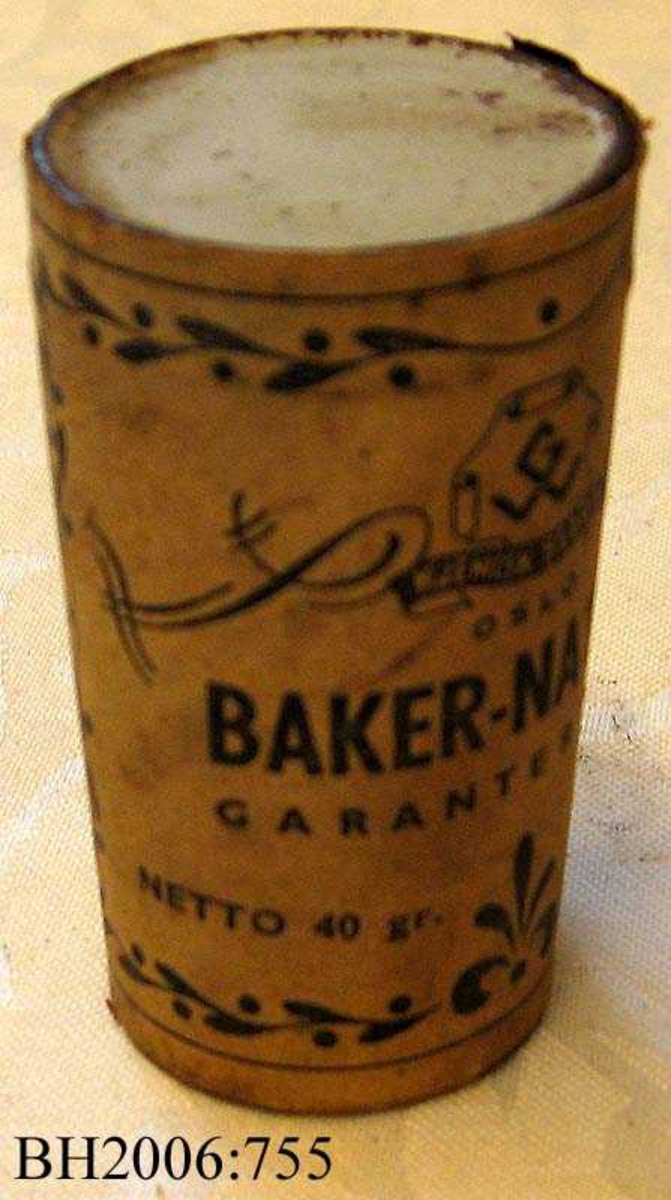 LG
OSLO
BAKER-NA
GARANTE
NETTO 40 gr.
BH2006:755